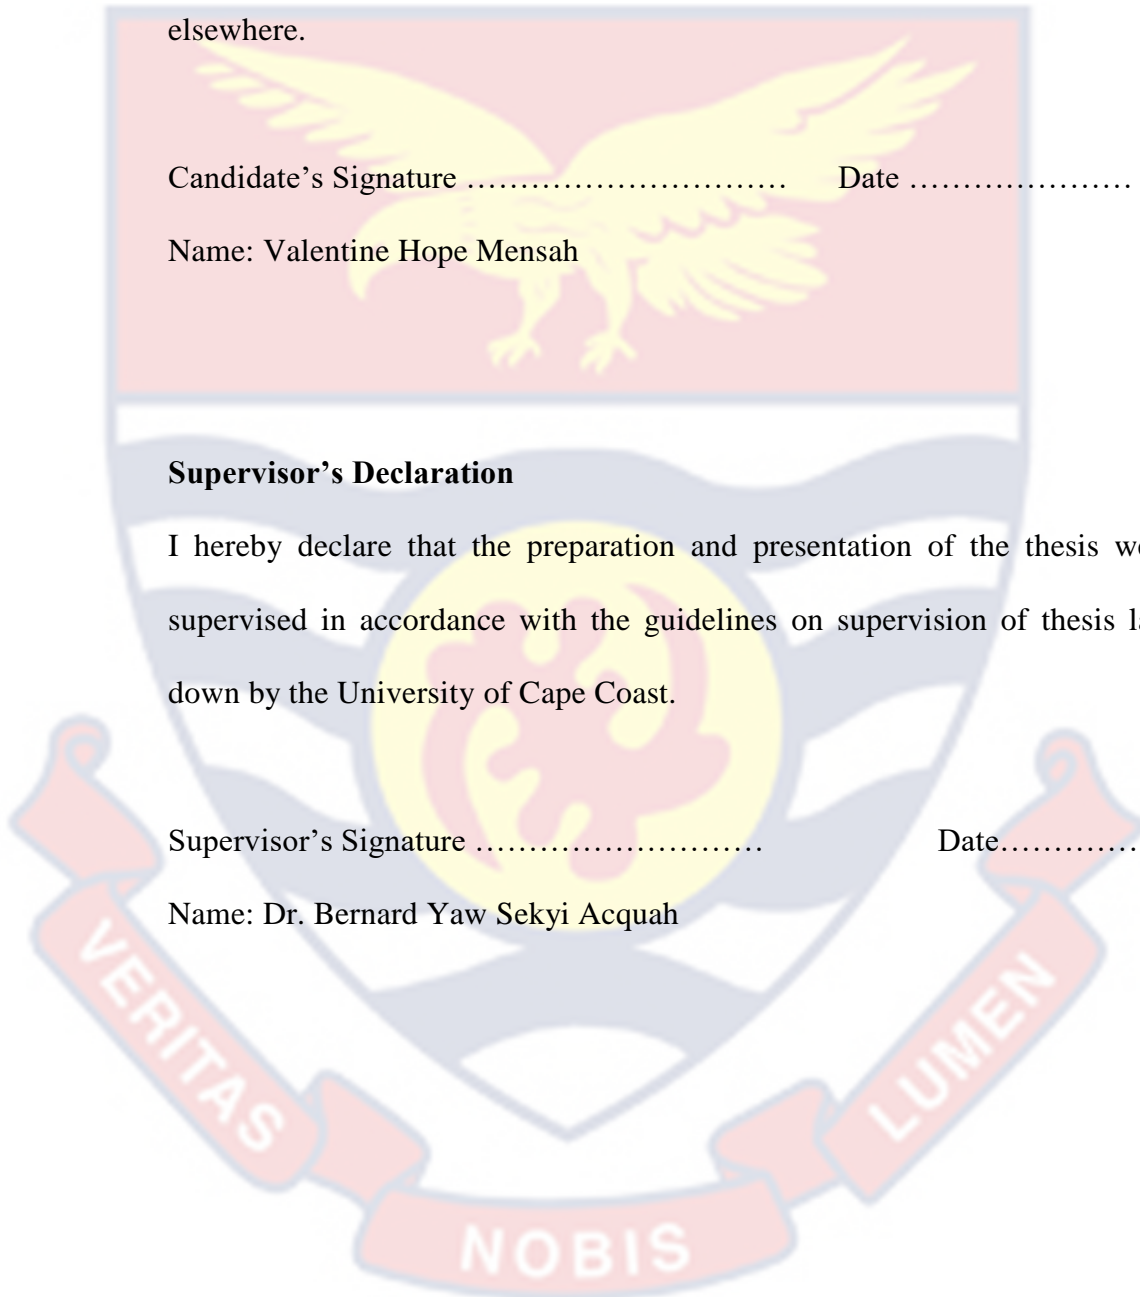 elsewhere.
Candidate’s Signature ………………………… Date …………………
Name: Valentine Hope Mensah
Supervisor’s Declaration
I hereby declare that the preparation and presentation of the thesis
supervised in accordance with the guidelines on supervision of thesis
down by the University of Cape Coast.
Supervisor’s Signature ……………………… Date…………
Name: Dr. Bernard Yaw Sekyi Acquah
VERITAS
NOBIS
LUMEN